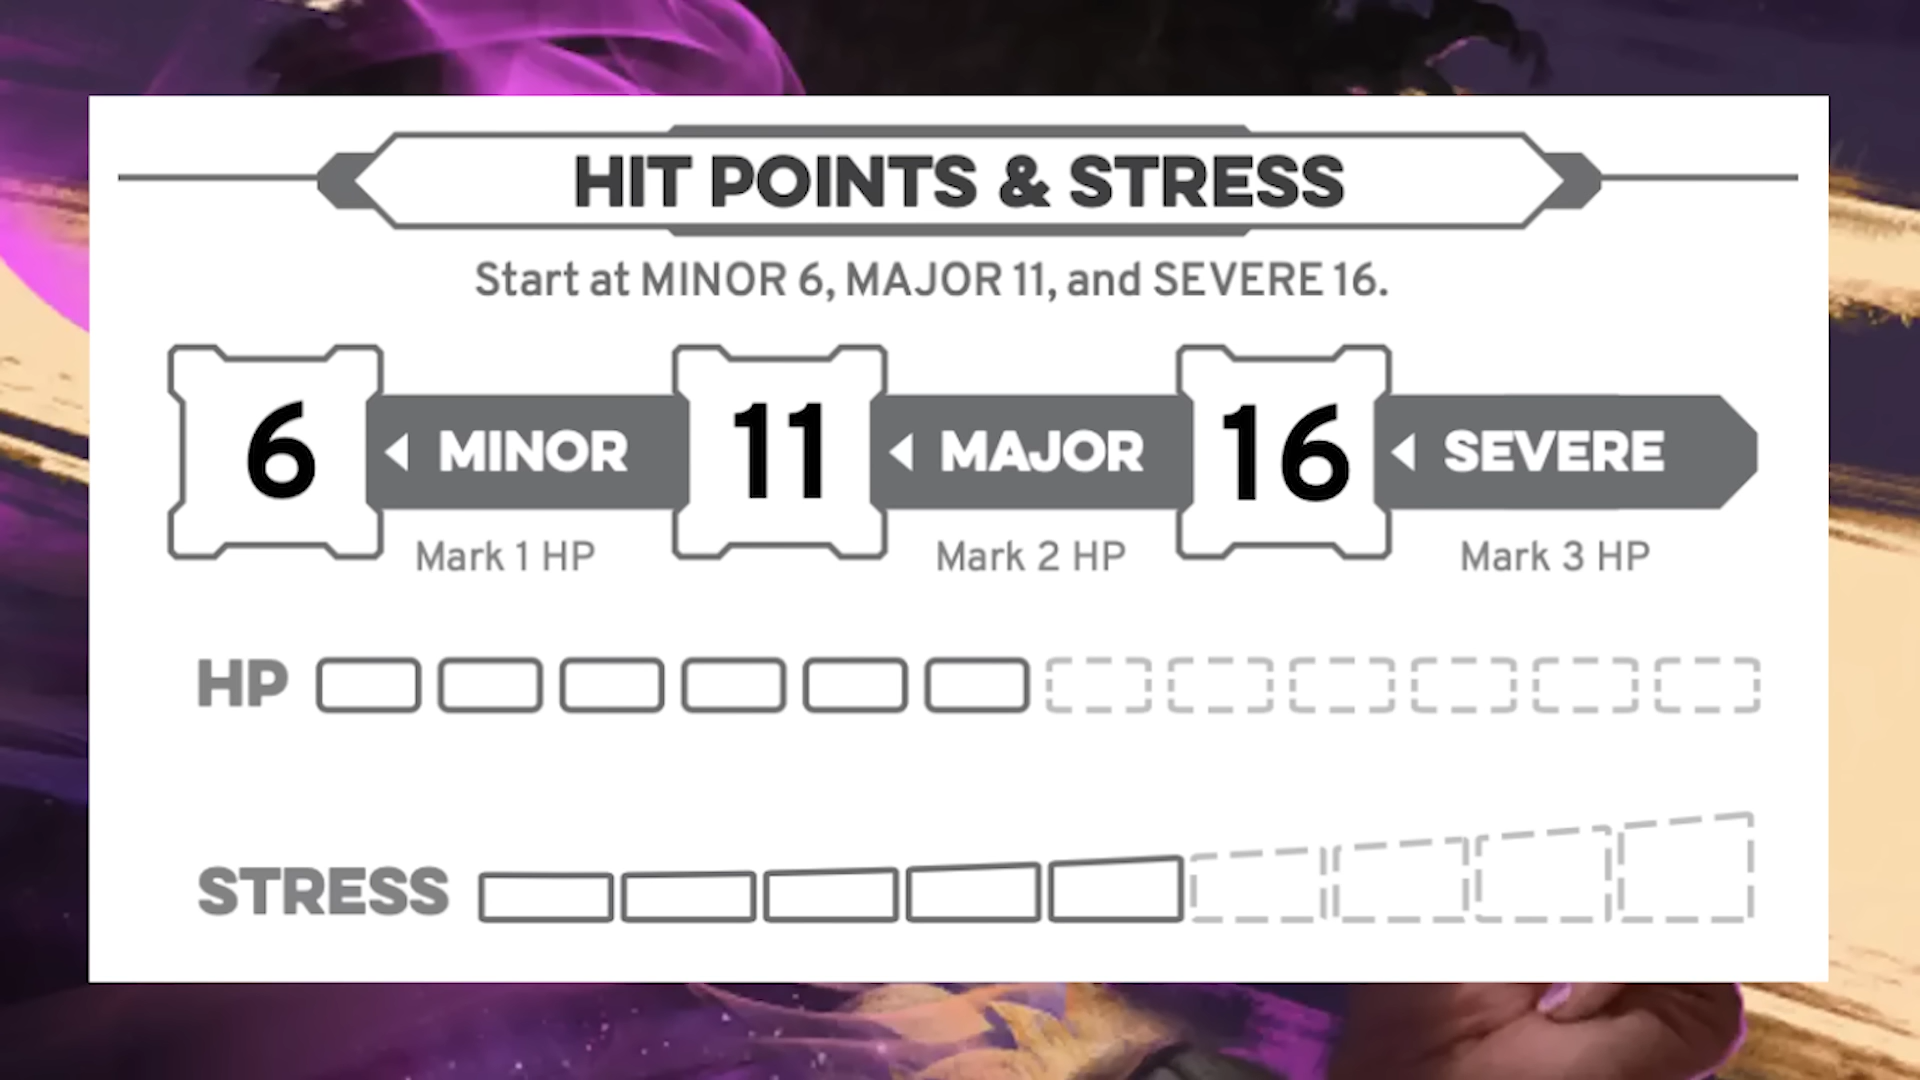 HIT POINTS & STRESS
Start at MINOR 6, MAJOR 11, and SEVERE 16.
6 MINOR 11 MAJOR 16 SEVERE
Mark 1 HP Mark 2 HP Mark 3 HP
HP
STRESS